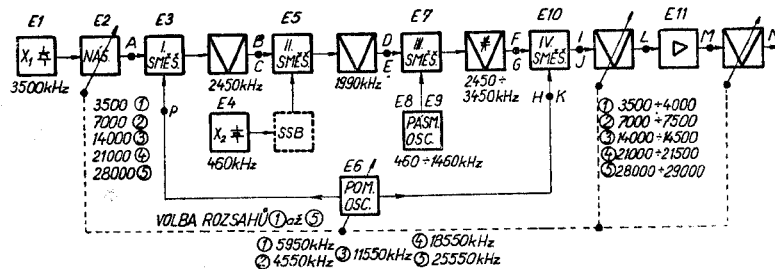 E1 E2 E3 E5 E7 E10 E11
X₁ NÁS. A I. SMĚŠ. B C II. SMĚŠ. D E III. SMĚŠ. # F G IV. SMĚŠ. I J L M N
3500kHz
2450kHz
1990kHz
2450÷
3450kHz
P
H K
E4
X₂
SSB
460kHz
E8 E9
PÁSM.
OSC.
460÷1460kHz
3500 ①
7000 ②
14000 ③
21000 ④
28000 ⑤
① 3500÷4000
② 7000÷7500
③ 14000÷14500
④ 21000÷21500
⑤ 28000÷29000
E6
POM.
OSC.
VOLBA ROZSAHŮ ① až ⑤
① 5950kHz
② 4550kHz
③ 11550kHz
④ 18550kHz
⑤ 25550kHz